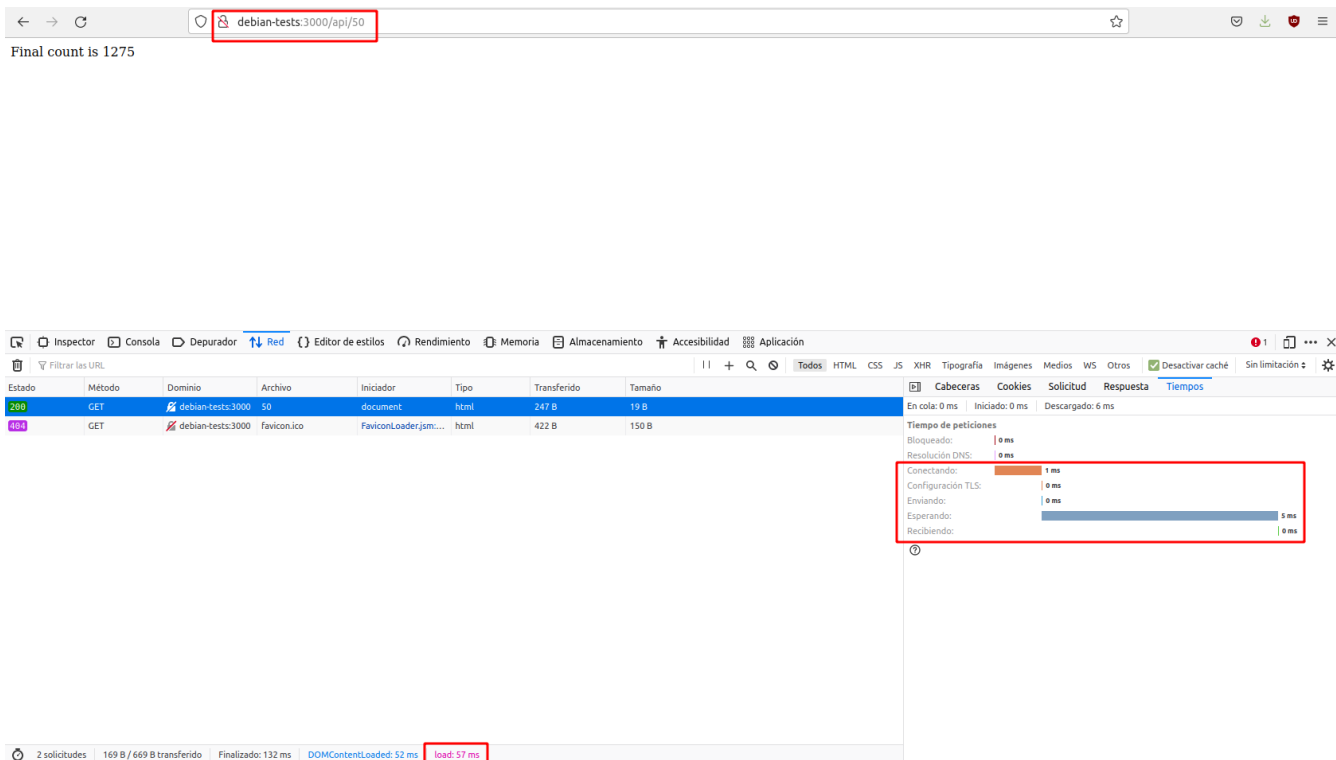 debian-tests:3000/api/50
Final count is 1275
Inspector Consola Depurador Red Editor de estilos Rendimiento Memoria Almacenamiento Accesibilidad Aplicación 1
Filtrar las URL Todos HTML CSS JS XHR Tipografía Imágenes Medios WS Otros Desactivar caché Sin limitación
Estado Método Dominio Archivo Iniciador Tipo Transferido Tamaño Cabeceras Cookies Solicitud Respuesta Tiempos
200 GET debian-tests:3000 50 document html 247 B 19 B En cola: 0 ms Iniciado: 0 ms Descargado: 6 ms
404 GET debian-tests:3000 favicon.ico FaviconLoader.jsm:... html 422 B 150 B Tiempo de peticiones
Bloqueado: 0 ms
Resolución DNS: 0 ms
Conectando: 1 ms
Configuración TLS: 0 ms
Enviando: 0 ms
Esperando: 5 ms
Recibiendo: 0 ms
2 solicitudes 169 B / 669 B transferido Finalizado: 132 ms DOMContentLoaded: 52 ms load: 57 ms